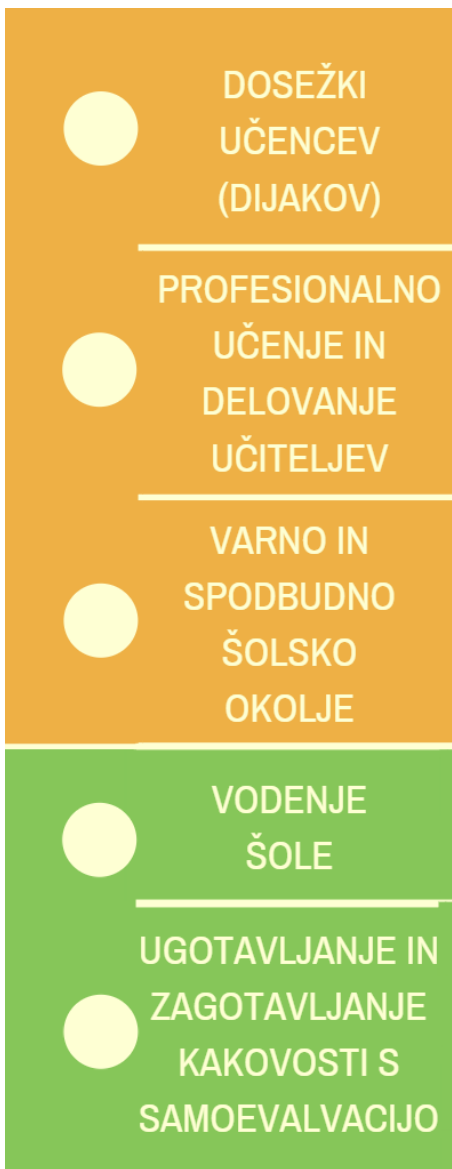 DOSEŽKI
UČENCEV
(DIJAKOV)
PROFESIONALNO
UČENJE IN
DELOVANJE
UČITELJEV
VARNO IN
SPODBUDNO
ŠOLSKO
OKOLJE
VODENJE
ŠOLE
UGOTAVLJANJE IN
ZAGOTAVLJANJE
KAKOVOSTI S
SAMOEVALVACIJO